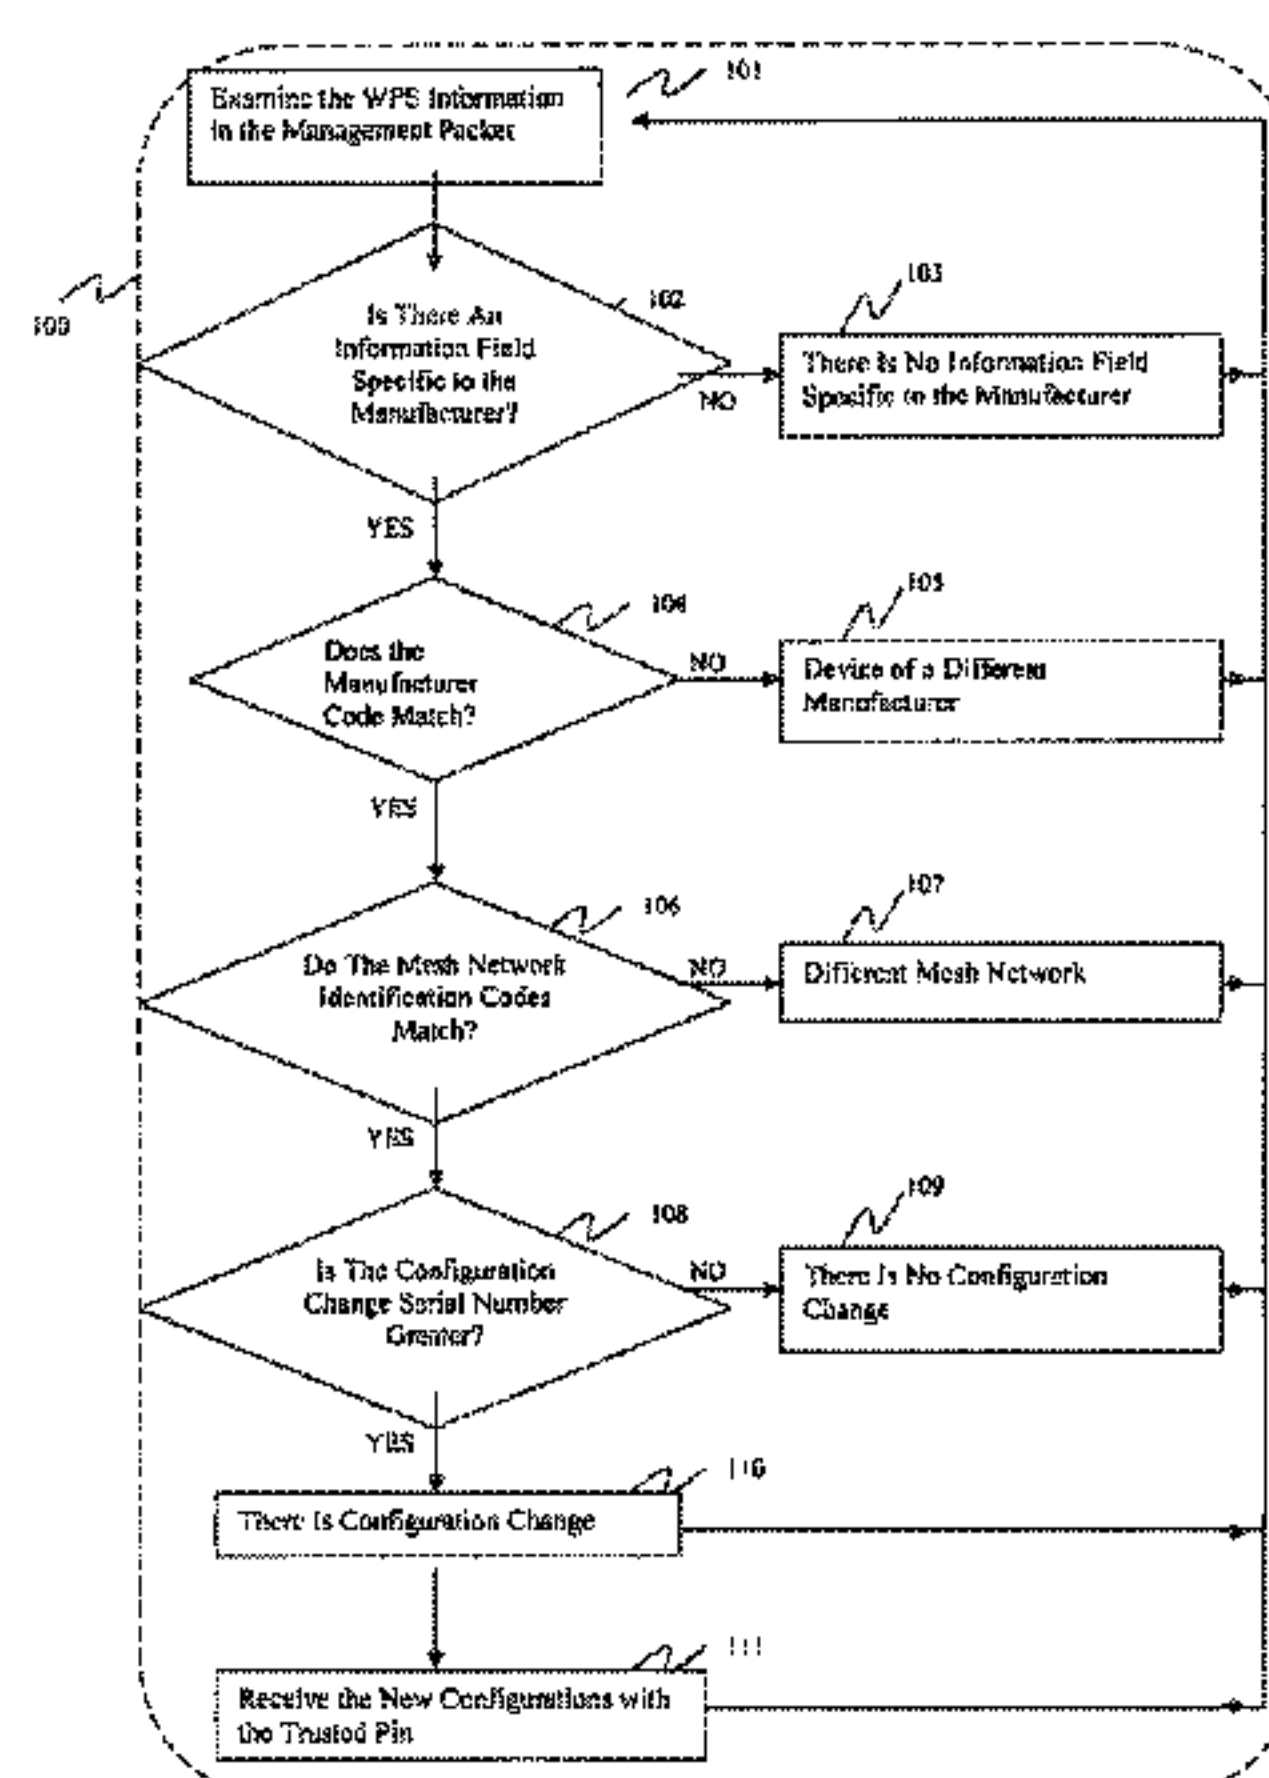 101
Examine the WPS Information
in the Management Packet
100
102
Is There An
Information Field
Specific to the
Manufacturer?
NO
103
There Is No Information Field
Specific to the Manufacturer
YES
104
Does the
Manufacturer
Code Match?
NO
105
Device of a Different
Manufacturer
YES
106
Do The Mesh Network
Identification Codes
Match?
NO
107
Different Mesh Network
YES
108
Is The Configuration
Change Serial Number
Greater?
NO
109
There Is No Configuration
Change
YES
110
There Is Configuration Change
111
Receive the New Configurations with
the Trusted Pin